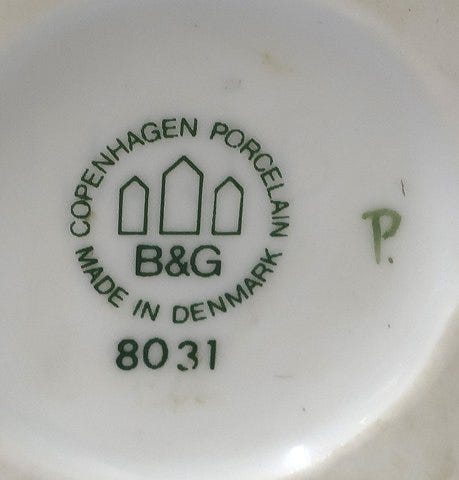 COPENHAGEN PORCELAIN
B&G
MADE IN DENMARK
8031
P.